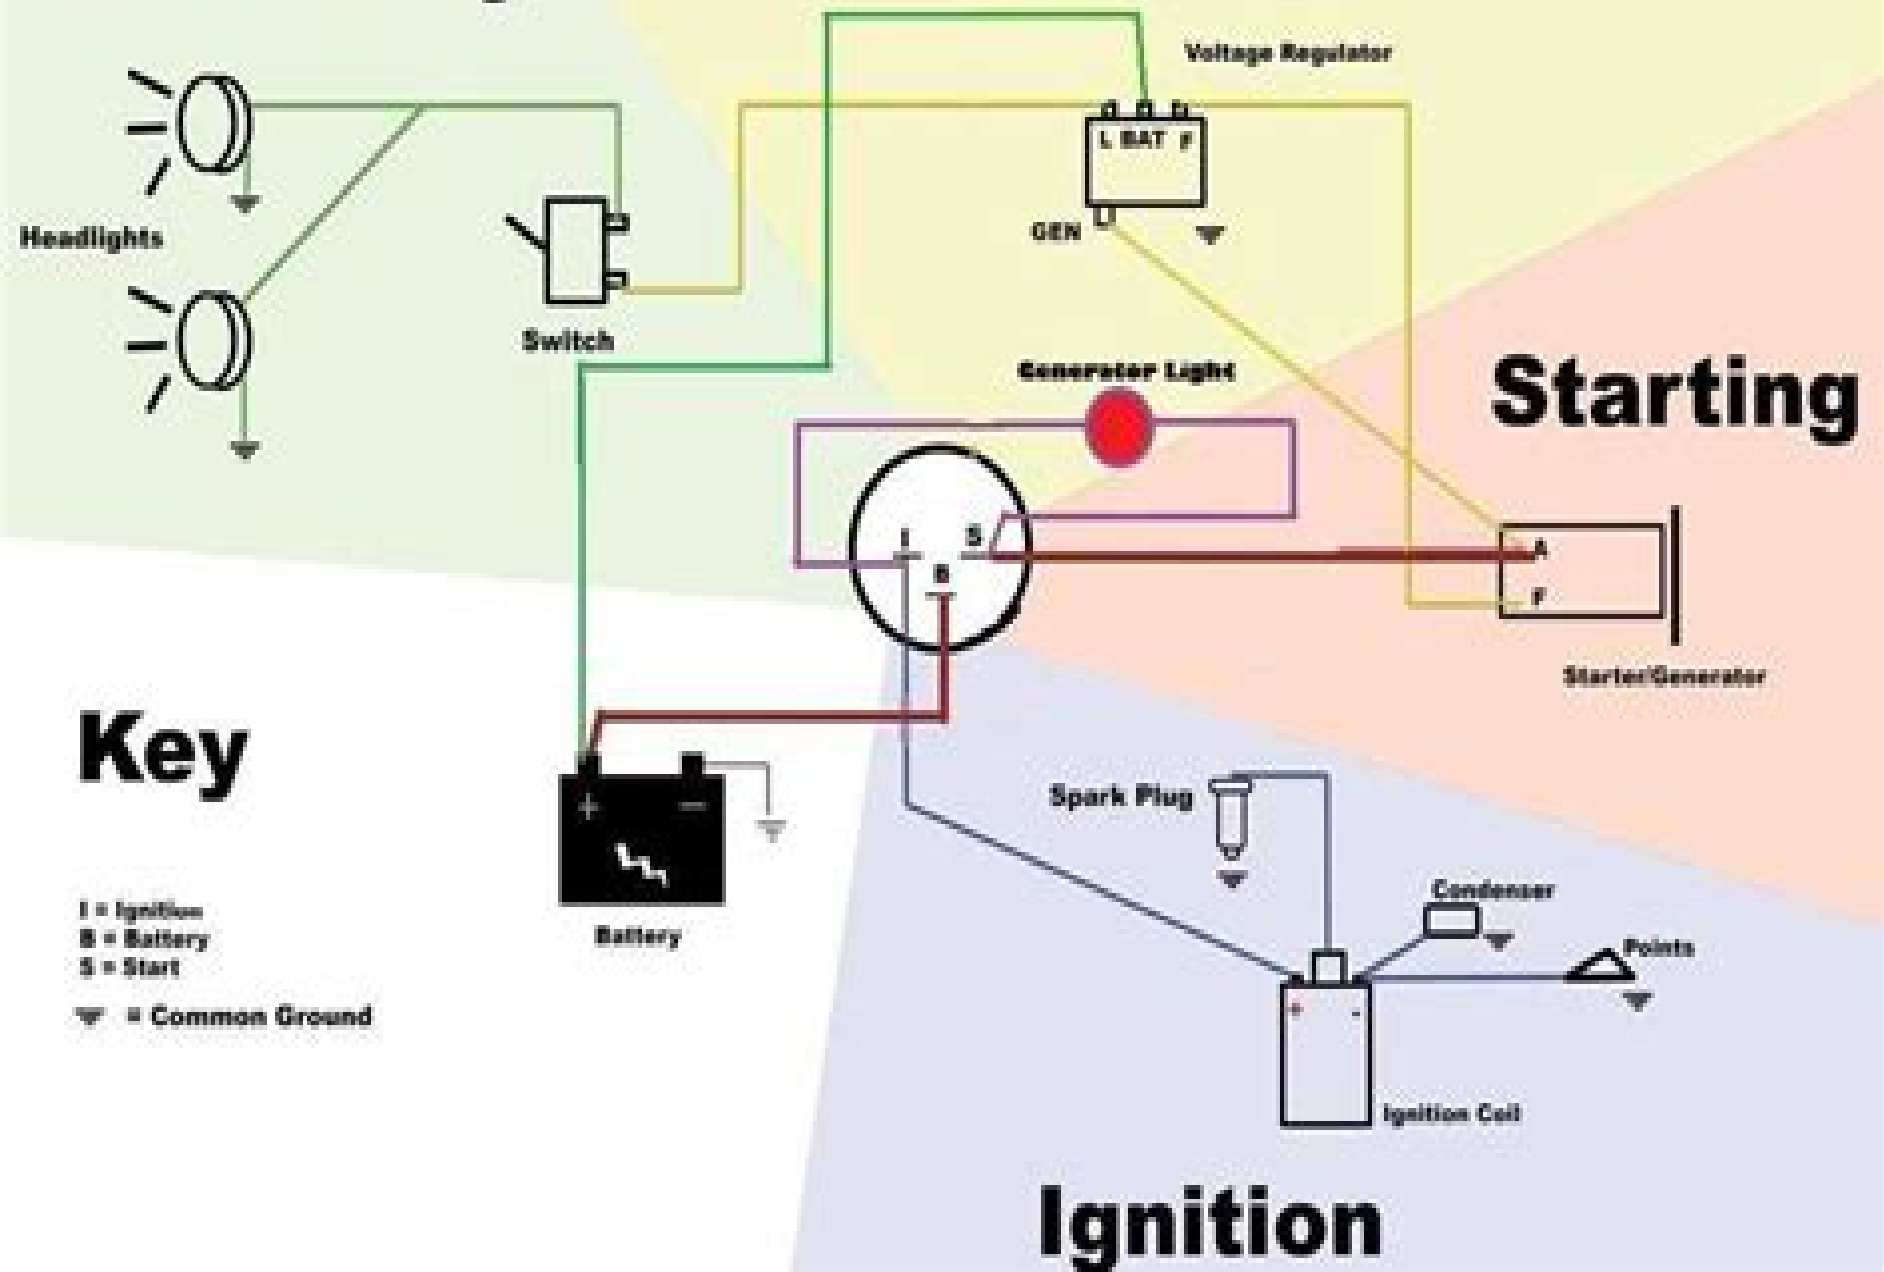 Voltage Regulator
L BAT F
GEN
Headlights
Switch
Generator Light
Starting
I
S
B
A
F
Starter/Generator
Key
+
−
Spark Plug
Condenser
Points
I = Ignition
B = Battery
S = Start
Battery
= Common Ground
+
-
Ignition Coil
Ignition